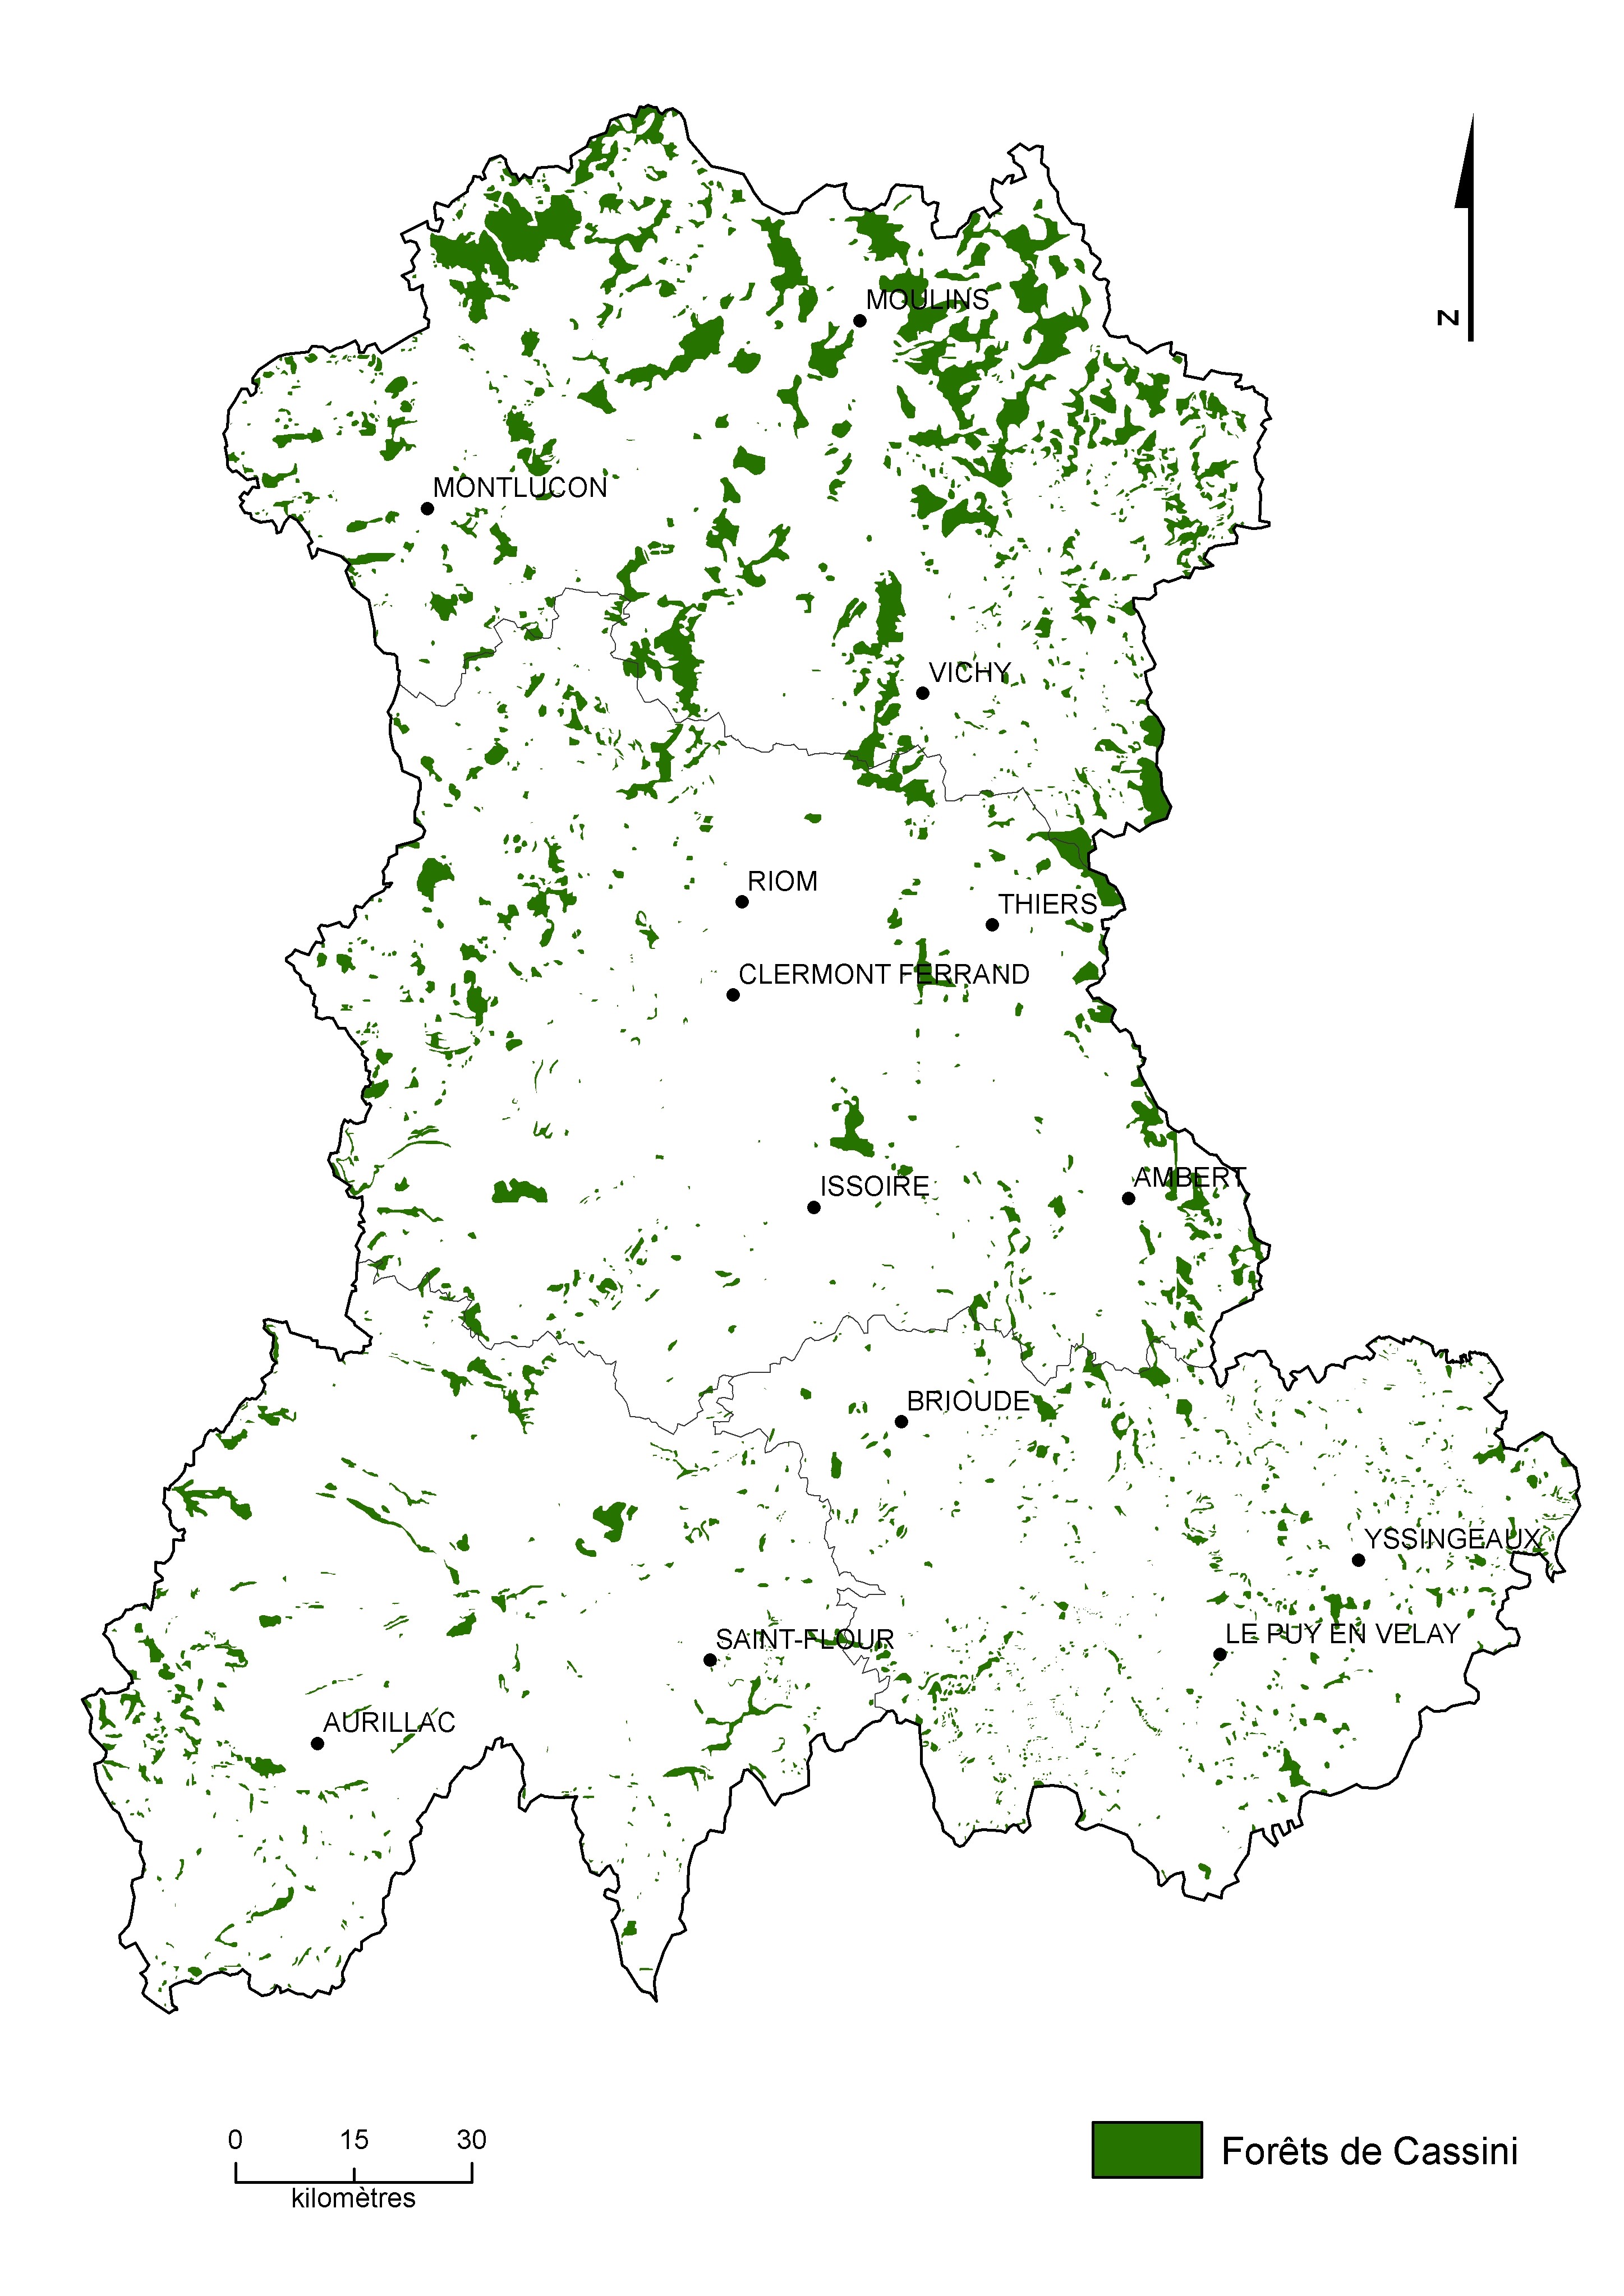 N
MOULINS
MONTLUCON
VICHY
RIOM
THIERS
CLERMONT FERRAND
ISSOIRE
AMBERT
BRIOUDE
YSSINGEAUX
SAINT-FLOUR
LE PUY EN VELAY
AURILLAC
0 15 30
kilomètres
Forêts de Cassini